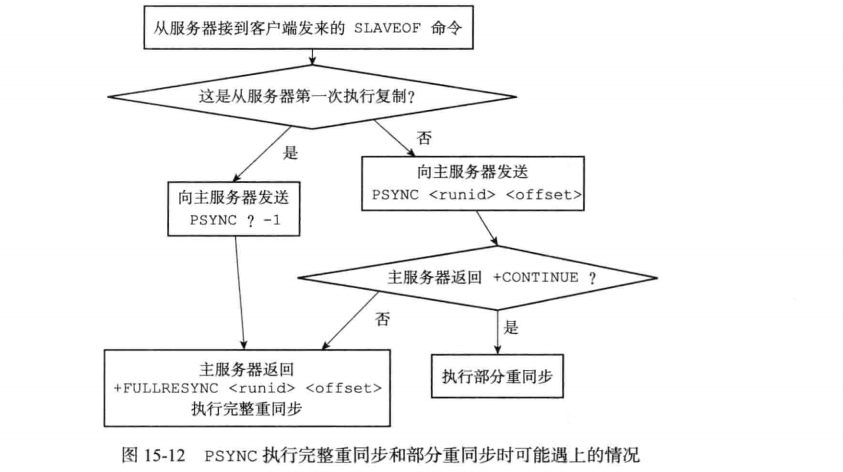 从服务器接到客户端发来的 SLAVEOF 命令
这是从服务器第一次执行复制?
是
否
向主服务器发送
PSYNC ? -1
向主服务器发送
PSYNC <runid> <offset>
主服务器返回 +CONTINUE ?
否
是
主服务器返回
+FULLRESYNC <runid> <offset>
执行完整重同步
执行部分重同步
图 15-12 PSYNC 执行完整重同步和部分重同步时可能遇上的情况